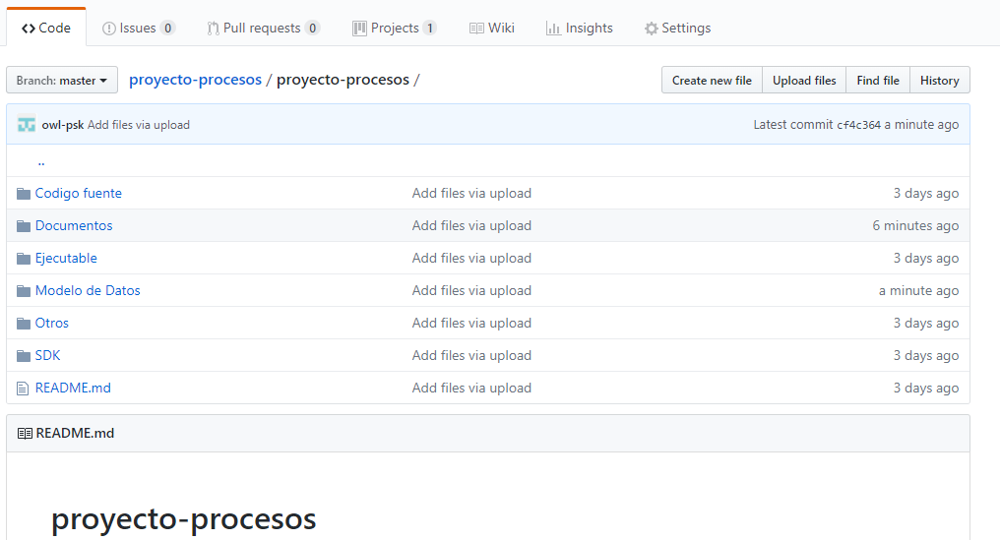 Code Issues 0 Pull requests 0 Projects 1 Wiki Insights Settings
Branch: master proyecto-procesos / proyecto-procesos / Create new file Upload files Find file History
owl-psk Add files via upload Latest commit cf4c364 a minute ago
..
Codigo fuente Add files via upload 3 days ago
Documentos Add files via upload 6 minutes ago
Ejecutable Add files via upload 3 days ago
Modelo de Datos Add files via upload a minute ago
Otros Add files via upload 3 days ago
SDK Add files via upload 3 days ago
README.md Add files via upload 3 days ago
README.md
proyecto-procesos